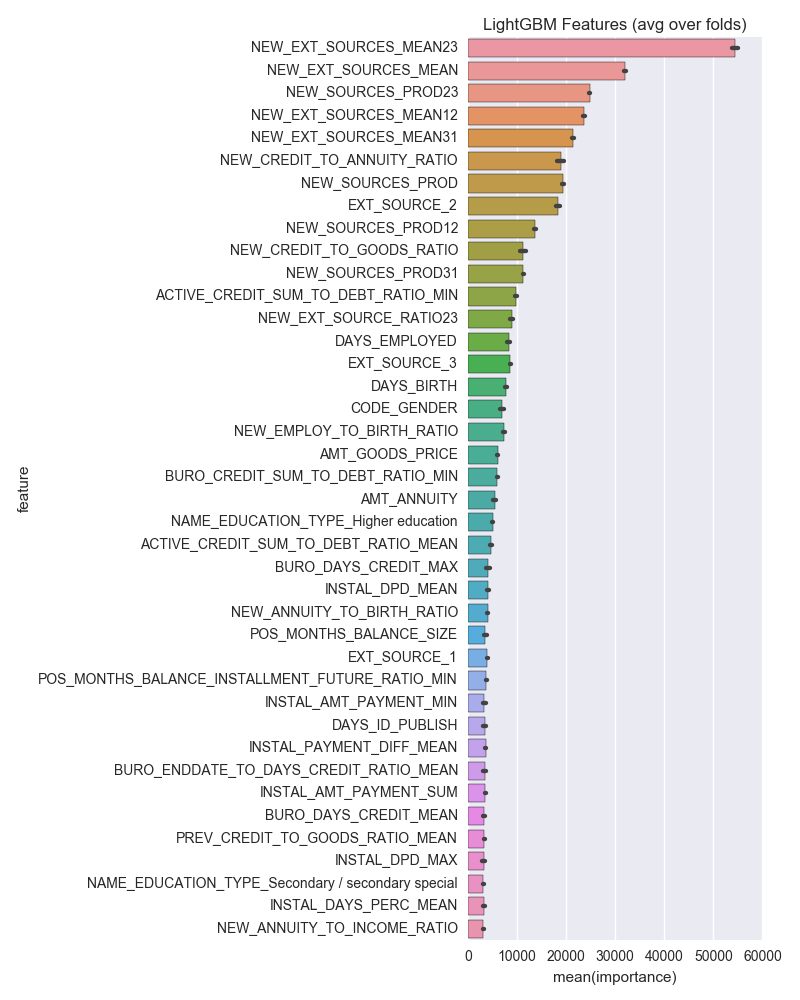 LightGBM Features (avg over folds)
NEW_EXT_SOURCES_MEAN23
NEW_EXT_SOURCES_MEAN
NEW_SOURCES_PROD23
NEW_EXT_SOURCES_MEAN12
NEW_EXT_SOURCES_MEAN31
NEW_CREDIT_TO_ANNUITY_RATIO
NEW_SOURCES_PROD
EXT_SOURCE_2
NEW_SOURCES_PROD12
NEW_CREDIT_TO_GOODS_RATIO
NEW_SOURCES_PROD31
ACTIVE_CREDIT_SUM_TO_DEBT_RATIO_MIN
NEW_EXT_SOURCE_RATIO23
DAYS_EMPLOYED
EXT_SOURCE_3
DAYS_BIRTH
CODE_GENDER
NEW_EMPLOY_TO_BIRTH_RATIO
AMT_GOODS_PRICE
BURO_CREDIT_SUM_TO_DEBT_RATIO_MIN
AMT_ANNUITY
NAME_EDUCATION_TYPE_Higher education
ACTIVE_CREDIT_SUM_TO_DEBT_RATIO_MEAN
BURO_DAYS_CREDIT_MAX
INSTAL_DPD_MEAN
NEW_ANNUITY_TO_BIRTH_RATIO
POS_MONTHS_BALANCE_SIZE
EXT_SOURCE_1
POS_MONTHS_BALANCE_INSTALLMENT_FUTURE_RATIO_MIN
INSTAL_AMT_PAYMENT_MIN
DAYS_ID_PUBLISH
INSTAL_PAYMENT_DIFF_MEAN
BURO_ENDDATE_TO_DAYS_CREDIT_RATIO_MEAN
INSTAL_AMT_PAYMENT_SUM
BURO_DAYS_CREDIT_MEAN
PREV_CREDIT_TO_GOODS_RATIO_MEAN
INSTAL_DPD_MAX
NAME_EDUCATION_TYPE_Secondary / secondary special
INSTAL_DAYS_PERC_MEAN
NEW_ANNUITY_TO_INCOME_RATIO
feature
0 10000 20000 30000 40000 50000 60000
mean(importance)